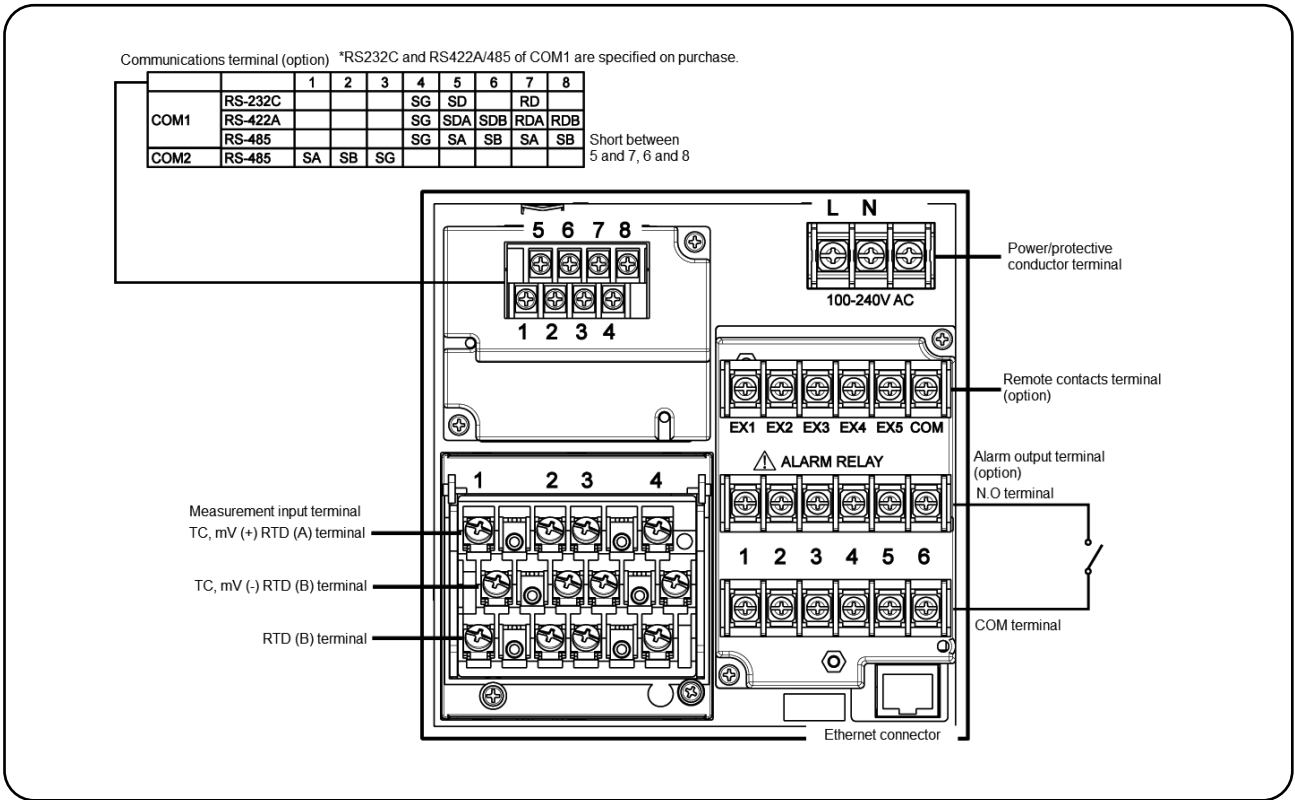 Communications terminal (option) *RS232C and RS422A/485 of COM1 are specified on purchase.
1 2 3 4 5 6 7 8
COM1 RS-232C SG SD RD
RS-422A SG SDA SDB RDA RDB
RS-485 SG SA SB SA SB
COM2 RS-485 SA SB SG
Short between
5 and 7, 6 and 8
L N
100-240V AC
Power/protective
conductor terminal
5 6 7 8
1 2 3 4
Remote contacts terminal
(option)
EX1 EX2 EX3 EX4 EX5 COM
ALARM RELAY
Alarm output terminal
(option)
N.O terminal
1 2 3 4 5 6
COM terminal
1 2 3 4
Measurement input terminal
TC, mV (+) RTD (A) terminal
TC, mV (-) RTD (B) terminal
RTD (B) terminal
Ethernet connector